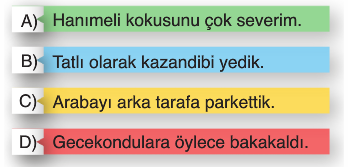 A) Hanımeli kokusunu çok severim.
B) Tatlı olarak kazandibi yedik.
C) Arabayı arka tarafa parkettik.
D) Gecekondulara öylece bakakaldı.